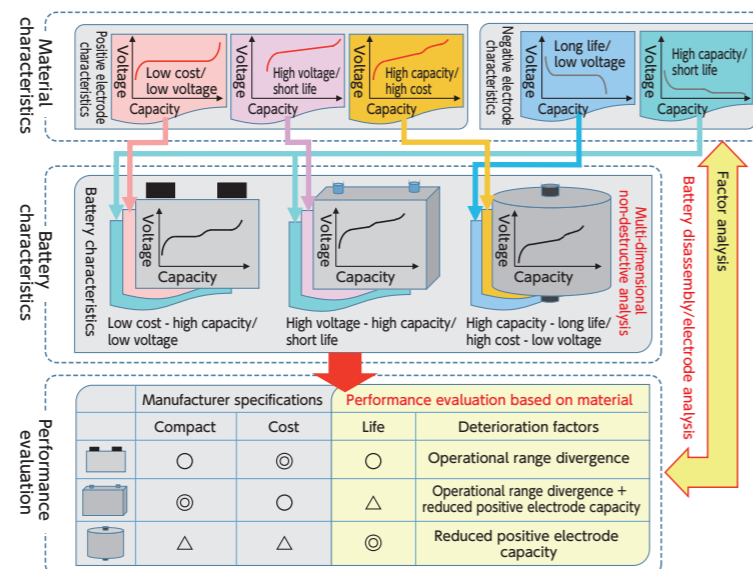 Material
characteristics
Positive electrode
characteristics
Voltage
Low cost/
low voltage
Capacity
Voltage
High voltage/
short life
Capacity
Voltage
High capacity/
high cost
Capacity
Negative electrode
characteristics
Voltage
Long life/
low voltage
Capacity
Voltage
High capacity/
short life
Capacity
Battery
characteristics
Battery characteristics
Voltage
Capacity
Low cost - high capacity/
low voltage
Voltage
Capacity
High voltage - high capacity/
short life
Voltage
Capacity
High capacity - long life/
high cost - low voltage
Multi-dimensional
non-destructive analysis
Factor analysis
Battery disassembly/electrode analysis
Performance
evaluation
Manufacturer specifications
Performance evaluation based on material
Compact
Cost
Life
Deterioration factors
○ ◎ ○ Operational range divergence
◎ ○ △ Operational range divergence +
reduced positive electrode capacity
△ △ ◎ Reduced positive electrode
capacity